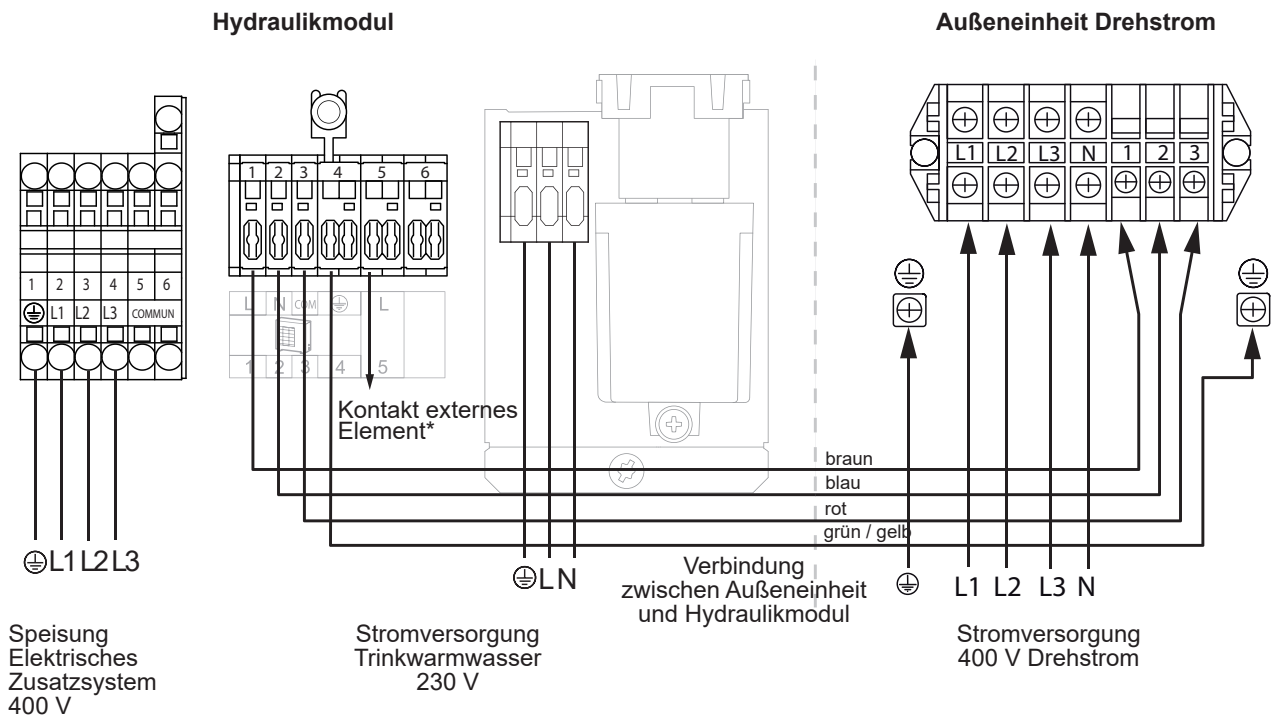 Hydraulikmodul
Außeneinheit Drehstrom
L1 L2 L3 N 1 2 3
1 2 3 4 5 6
L1 L2 L3 COMMUN
1 2 3 4 5 6
L N COM L
1 2 3 4 5
Kontakt externes
Element*
braun
blau
rot
grün / gelb
L1 L2 L3
L N
Verbindung
zwischen Außeneinheit
und Hydraulikmodul
L1 L2 L3 N
Speisung
Elektrisches
Zusatzsystem
400 V
Stromversorgung
Trinkwarmwasser
230 V
Stromversorgung
400 V Drehstrom